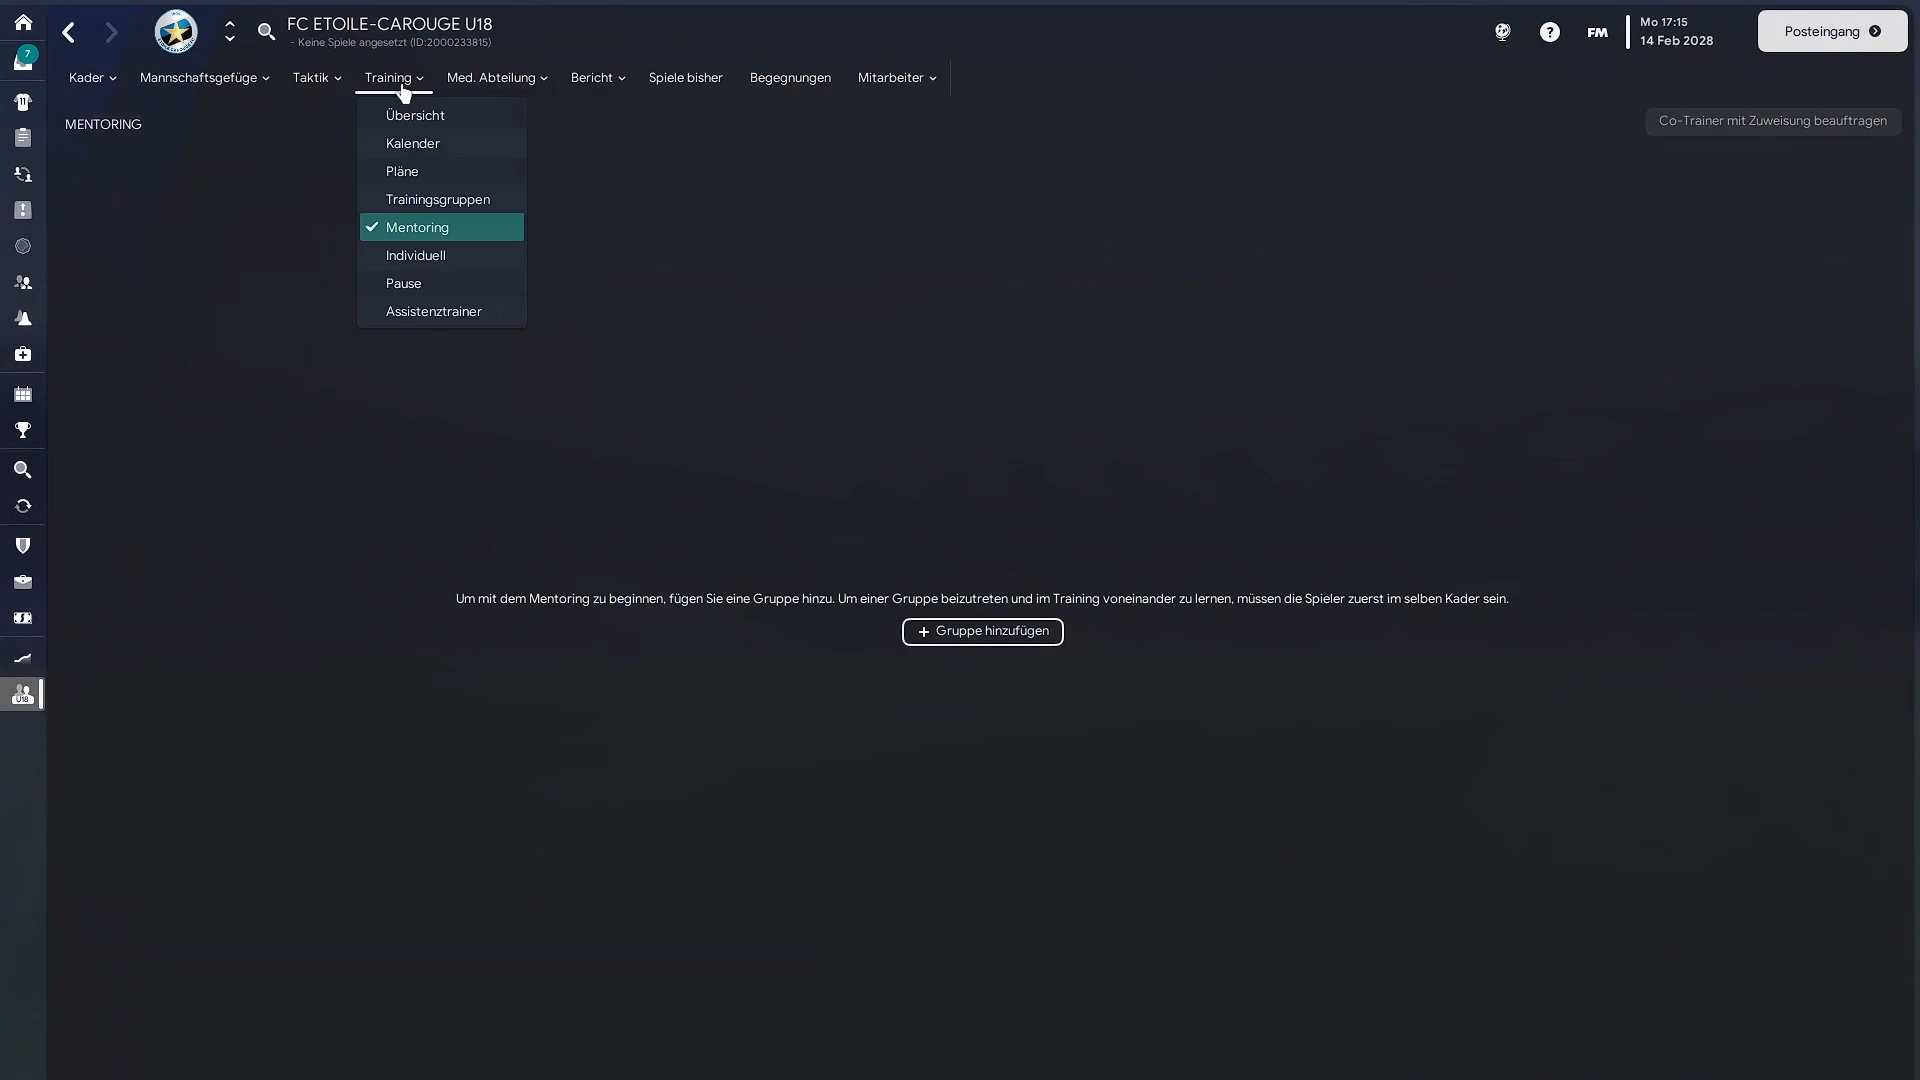 FC ETOILE-CAROUGE U18
- Keine Spiele angesetzt (ID:2000233815)
7
FM
Mo 17:15
14 Feb 2028
Posteingang
Kader
Mannschaftsgefüge
Taktik
Training
Med. Abteilung
Bericht
Spiele bisher
Begegnungen
Mitarbeiter
MENTORING
Co-Trainer mit Zuweisung beauftragen
Übersicht
Kalender
Pläne
Trainingsgruppen
Mentoring
Individuell
Pause
Assistenztrainer
Um mit dem Mentoring zu beginnen, fügen Sie eine Gruppe hinzu. Um einer Gruppe beizutreten und im Training voneinander zu lernen, müssen die Spieler zuerst im selben Kader sein.
+ Gruppe hinzufügen
U18